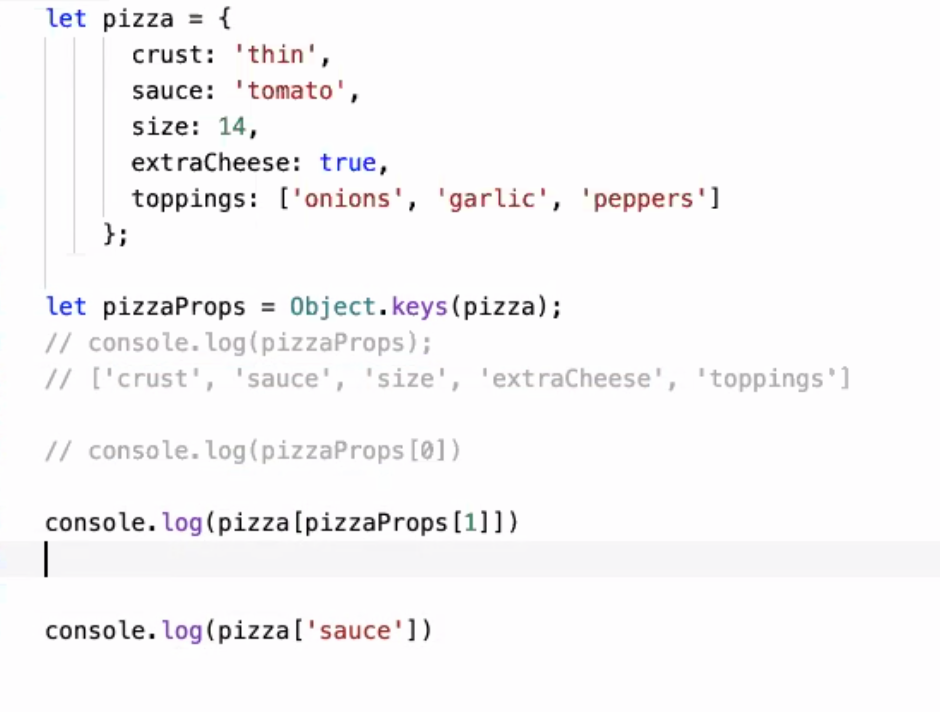 let pizza = {
crust: 'thin',
sauce: 'tomato',
size: 14,
extraCheese: true,
toppings: ['onions', 'garlic', 'peppers']
};
let pizzaProps = Object.keys(pizza);
// console.log(pizzaProps);
// ['crust', 'sauce', 'size', 'extraCheese', 'toppings']
// console.log(pizzaProps[0])
console.log(pizza[pizzaProps[1]])
console.log(pizza['sauce'])